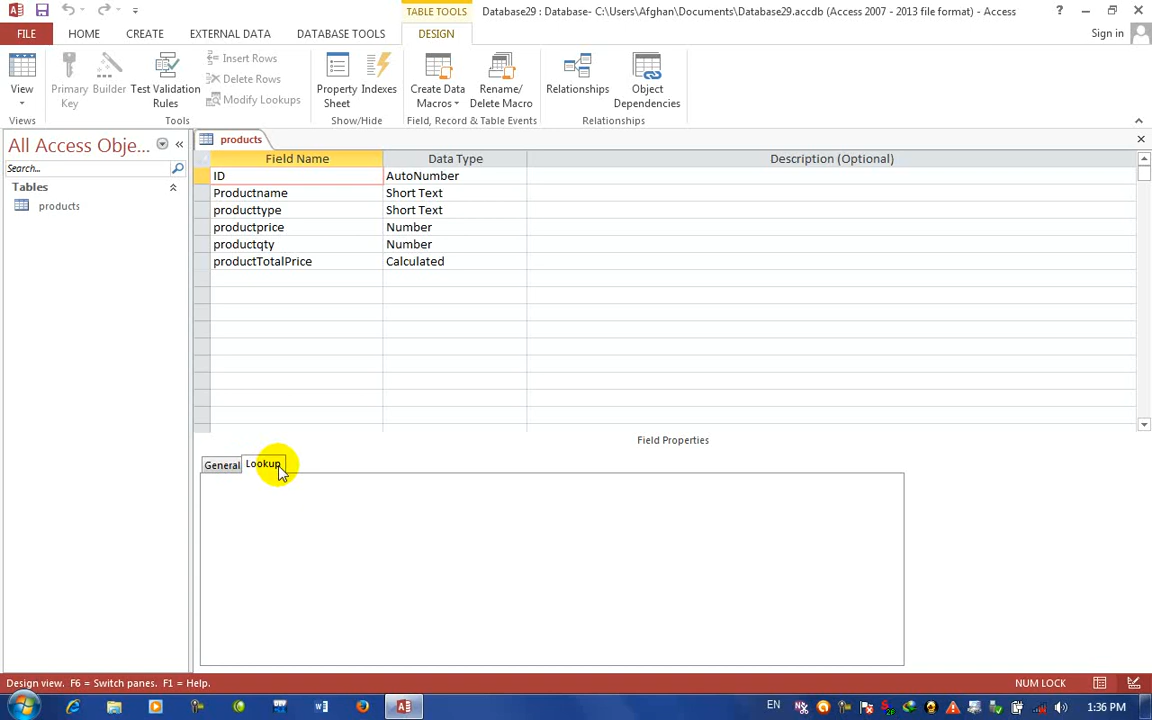 TABLE TOOLS
Database29 : Database- C:\Users\Afghan\Documents\Database29.accdb (Access 2007 - 2013 file format) - Access
FILE HOME CREATE EXTERNAL DATA DATABASE TOOLS DESIGN Sign in
View
Primary Key
Builder
Test Validation Rules
Insert Rows
Delete Rows
Modify Lookups
Property Sheet
Indexes
Create Data Macros
Rename/ Delete Macro
Relationships
Object Dependencies
Views Tools Show/Hide Field, Record & Table Events Relationships
All Access Obje...
Search...
Tables
products
products
Field Name Data Type Description (Optional)
ID AutoNumber
Productname Short Text
producttype Short Text
productprice Number
productqty Number
productTotalPrice Calculated
Field Properties
General Lookup
Design view. F6 = Switch panes. F1 = Help. NUM LOCK
EN 1:36 PM